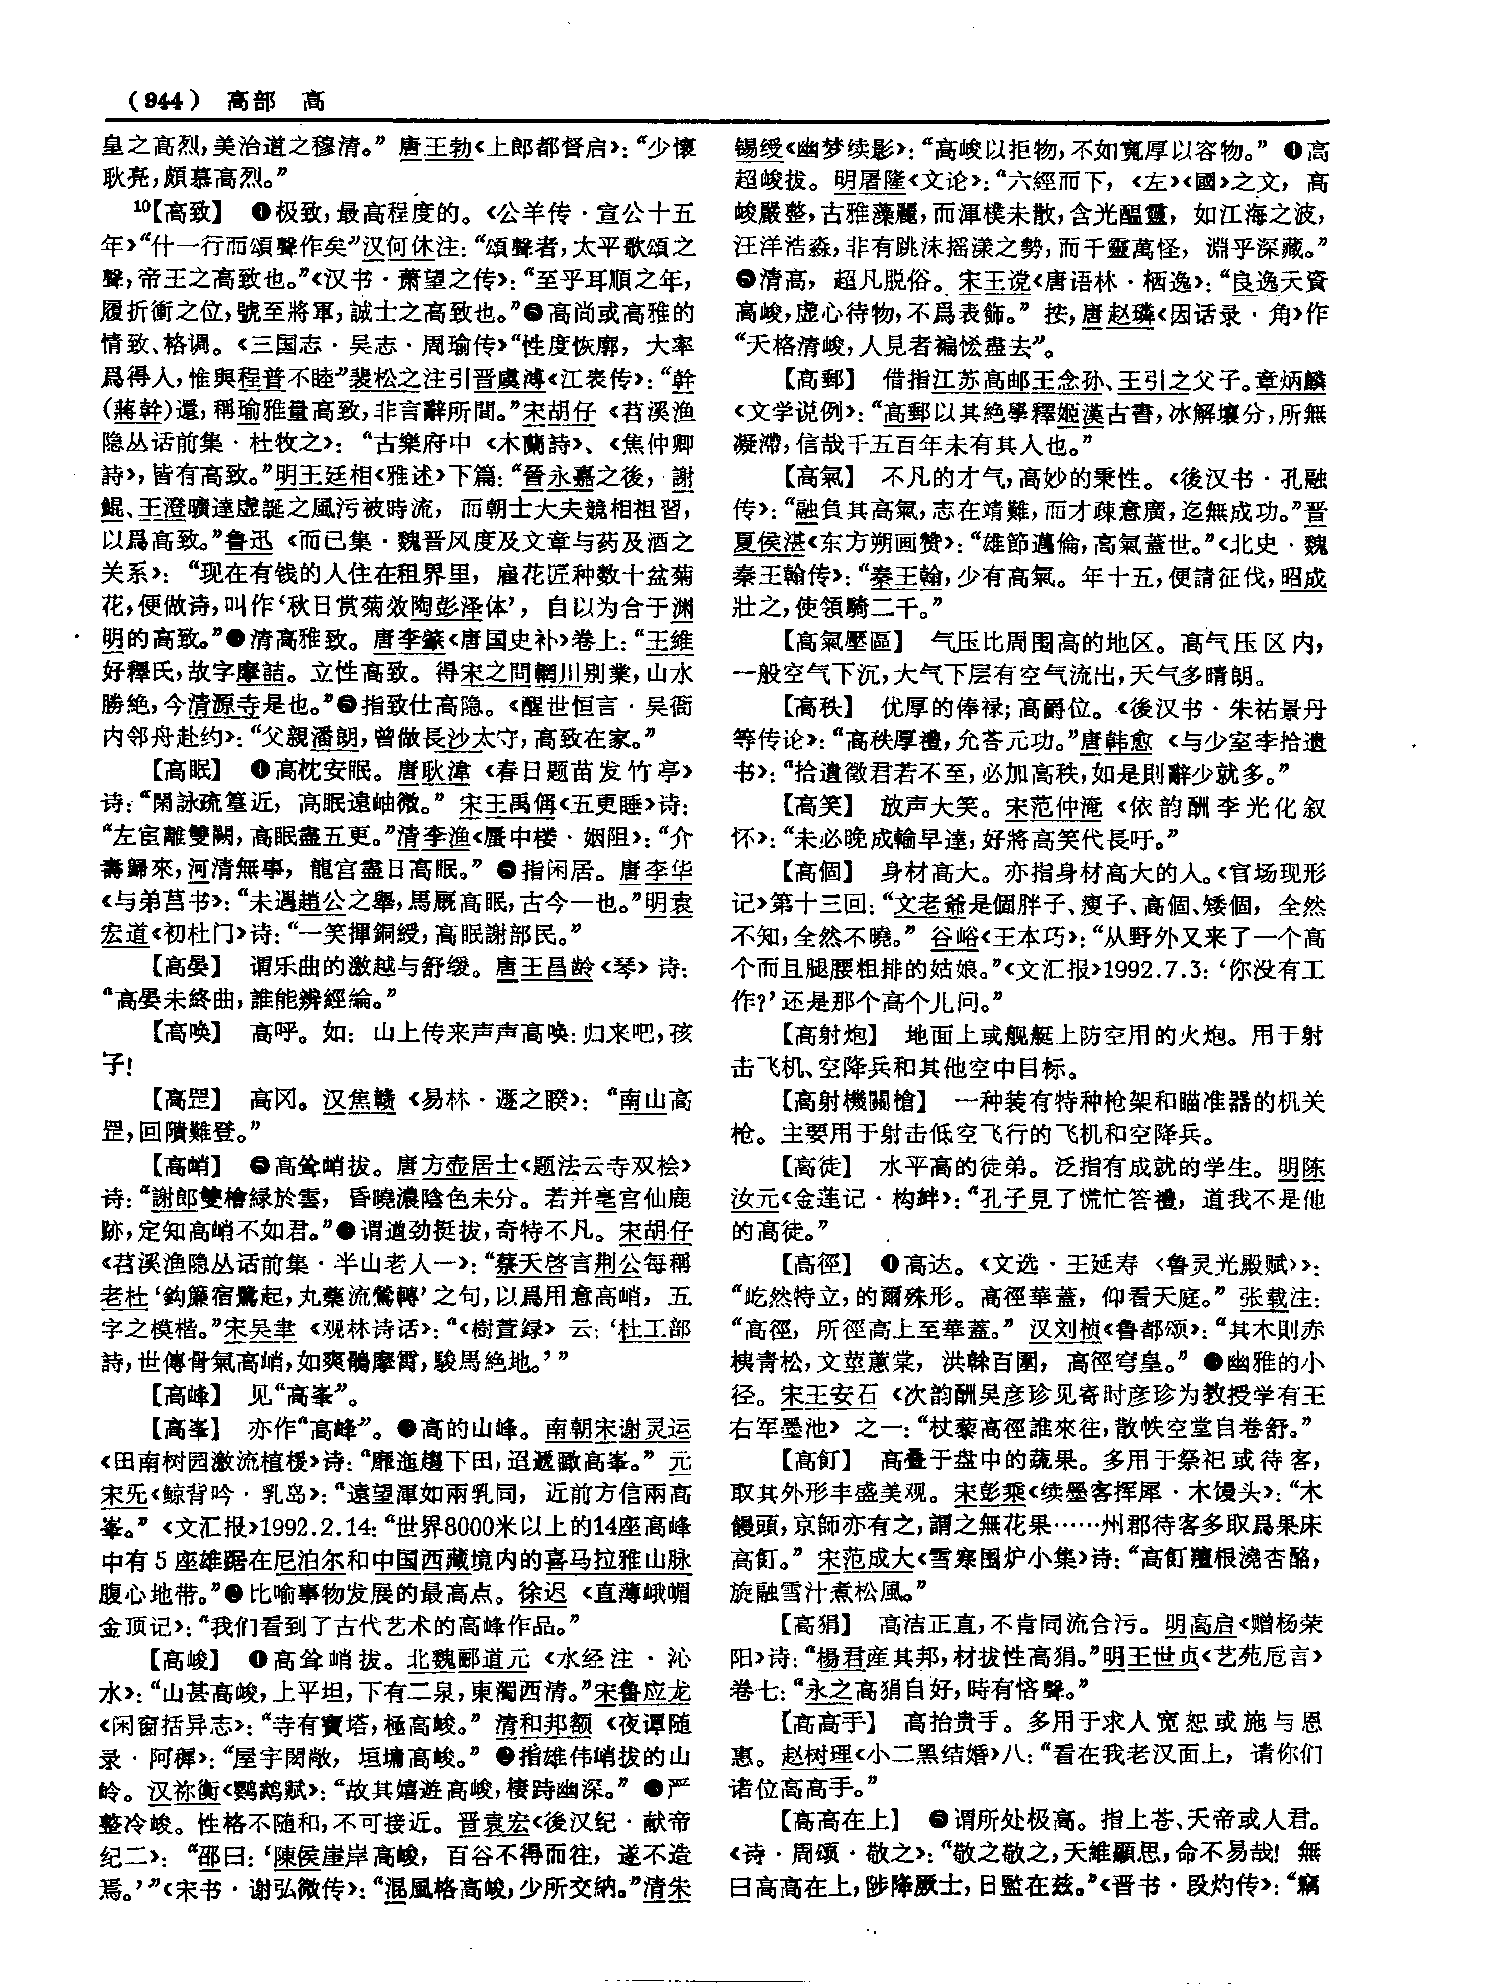 （944） 高部　高
皇之高烈，美治道之穆清。”唐王勃《上郎都督启》：“少懷
耿亮，頗慕高烈。”
10【高致】 ❶极致，最高程度的。《公羊传·宣公十五
年》“什一行而頌聲作矣”汉何休注：“頌聲者，太平歌頌之
聲，帝王之高致也。”《汉书·萧望之传》：“至乎耳順之年，
履折衝之位，號至將軍，誠士之高致也。”❷高尚或高雅的
情致、格调。《三国志·吴志·周瑜传》“性度恢廓，大率
爲得人，惟與程普不睦”裴松之注引晋虞溥《江表传》：“幹
(蔣幹)還，稱瑜雅量高致，非言辭所間。”宋胡仔《苕溪渔
隐丛话前集·杜牧之》：“古樂府中《木蘭詩》、《焦仲卿
詩》，皆有高致。”明王廷相《雅述》下篇：“晉永嘉之後，謝
鯤、王澄曠達虚誕之風污被時流，而朝士大夫競相祖習，
以爲高致。”鲁迅《而已集·魏晋风度及文章与药及酒之
关系》：“现在有钱的人住在租界里，雇花匠种数十盆菊
花，便做诗，叫作‘秋日赏菊效陶彭泽体’，自以为合于渊
明的高致。”❸清高雅致。唐李肇《唐国史补》卷上：“王維
好釋氏，故字摩詰。立性高致。得宋之問輞川别業，山水
勝絶，今清源寺是也。”❹指致仕高隐。《醒世恒言·吴衙
内邻舟赴约》：“父親潘朗，曾做長沙太守，高致在家。”
【高眠】 ❶高枕安眠。唐耿湋《春日题苗发竹亭》
诗：“閑詠疏篁近，高眠遠岫微。”宋王禹偁《五更睡》诗：
“左宦離雙闕，高眠盡五更。”清李渔《蜃中楼·姻阻》：“介
壽歸來，河清無事，龍宫盡日高眠。”❷指闲居。唐李华
《与弟莒书》：“未遇趙公之舉，馬厩高眠，古今一也。”明袁
宏道《初杜门》诗：“一笑揮銅綬，高眠謝部民。”
【高晏】 谓乐曲的激越与舒缓。唐王昌龄《琴》诗：
“高晏未終曲，誰能辨經綸。”
【高唤】 高呼。如：山上传来声声高唤：归来吧，孩
子！
【高罡】 高冈。汉焦赣《易林·遯之睽》：“南山高
罡，回隤難登。”
【高峭】 ❶高耸峭拔。唐方壶居士《题法云寺双桧》
诗：“謝郎雙檜緑於雲，昏曉濃陰色未分。若并亳宫仙鹿
跡，定知高峭不如君。”❷谓遒劲挺拔，奇特不凡。宋胡仔
《苕溪渔隐丛话前集·半山老人一》：“蔡天啓言荆公每稱
老杜‘鈎簾宿鷺起，丸藥流鶯轉’之句，以爲用意高峭，五
字之模楷。”宋吴聿《观林诗话》：“《樹萱録》云：‘杜工部
詩，世傳骨氣高峭，如爽鶻摩霄，駿馬絶地。’”
【高峰】 见“高峯”。
【高峯】 亦作“高峰”。❶高的山峰。南朝宋谢灵运
《田南树园激流植楥》诗：“靡迤趨下田，迢遞瞰高峯。”元
宋旡《鲸背吟·乳岛》：“遠望渾如兩乳同，近前方信兩高
峯。”《文汇报》1992.2.14：“世界8000米以上的14座高峰
中有5座雄踞在尼泊尔和中国西藏境内的喜马拉雅山脉
腹心地带。”❷比喻事物发展的最高点。徐迟《直薄峨嵋
金顶记》：“我们看到了古代艺术的高峰作品。”
【高峻】 ❶高耸峭拔。北魏郦道元《水经注·沁
水》：“山甚高峻，上平坦，下有二泉，東濁西清。”宋鲁应龙
《闲窗括异志》：“寺有寶塔，極高峻。”清和邦额《夜谭随
录·阿稺》：“屋宇閎敞，垣墉高峻。”❷指雄伟峭拔的山
岭。汉祢衡《鹦鹉赋》：“故其嬉遊高峻，棲跱幽深。”❸严
整冷峻。性格不随和，不可接近。晋袁宏《後汉纪·献帝
纪二》：“邵曰：‘陳侯崖岸高峻，百谷不得而往，遂不造
焉。’”《宋书·谢弘微传》：“混風格高峻，少所交納。”清朱
锡绶《幽梦续影》：“高峻以拒物，不如寬厚以容物。”❹高
超峻拔。明屠隆《文论》：“六經而下，《左》《國》之文，高
峻嚴整，古雅藻麗，而渾樸未散，含光醖靈，如江海之波，
汪洋浩淼，非有跳沫摇漾之勢，而千靈萬怪，淵乎深藏。”
❺清高，超凡脱俗。宋王谠《唐语林·栖逸》：“良逸天資
高峻，虚心待物，不爲表飾。”按，唐赵璘《因话录·角》作
“天格清峻，人見者褊恡盡去”。
【高郵】 借指江苏高邮王念孙、王引之父子。章炳麟
《文学说例》：“高郵以其絶學釋姬漢古書，冰解壤分，所無
凝滯，信哉千五百年未有其人也。”
【高氣】 不凡的才气，高妙的秉性。《後汉书·孔融
传》：“融負其高氣，志在靖難，而才疎意廣，迄無成功。”晋
夏侯湛《东方朔画赞》：“雄節邁倫，高氣蓋世。”《北史·魏
秦王翰传》：“秦王翰，少有高氣。年十五，便請征伐，昭成
壯之，使領騎二千。”
【高氣壓區】 气压比周围高的地区。高气压区内，
一般空气下沉，大气下层有空气流出，天气多晴朗。
【高秩】 优厚的俸禄；高爵位。《後汉书·朱祐景丹
等传论》：“高秩厚禮，允荅元功。”唐韩愈《与少室李拾遗
书》：“拾遺徵君若不至，必加高秩，如是則辭少就多。”
【高笑】 放声大笑。宋范仲淹《依韵酬李光化叙
怀》：“未必晚成輸早達，好將高笑代長吁。”
【高個】 身材高大。亦指身材高大的人。《官场现形
记》第十三回：“文老爺是個胖子、瘦子、高個、矮個，全然
不知，全然不曉。”谷峪《王本巧》：“从野外又来了一个高
个而且腿腰粗排的姑娘。”《文汇报》1992.7.3：‘你没有工
作？’还是那个高个儿问。”
【高射炮】 地面上或舰艇上防空用的火炮。用于射
击飞机、空降兵和其他空中目标。
【高射機關槍】 一种装有特种枪架和瞄准器的机关
枪。主要用于射击低空飞行的飞机和空降兵。
【高徒】 水平高的徒弟。泛指有成就的学生。明陈
汝元《金莲记·构衅》：“孔子見了慌忙答禮，道我不是他
的高徒。”
【高徑】 ❶高达。《文选·王延寿〈鲁灵光殿赋〉》：
“屹然特立，的爾殊形。高徑華蓋，仰看天庭。”张载注：
“高徑，所徑高上至華蓋。”汉刘桢《鲁都颂》：“其木則赤
桋青松，文莖蕙棠，洪榦百圍，高徑穹皇。”❷幽雅的小
径。宋王安石《次韵酬吴彦珍见寄时彦珍为教授学有王
右军墨池》之一：“杖藜高徑誰來往，散帙空堂自卷舒。”
【高飣】 高叠于盘中的蔬果。多用于祭祀或待客，
取其外形丰盛美观。宋彭乘《续墨客挥犀·木馒头》：“木
饅頭，京師亦有之，謂之無花果……州郡待客多取爲果床
高飣。”宋范成大《雪寒围炉小集》诗：“高飣羶根澆杏酪，
旋融雪汁煮松風。”
【高狷】 高洁正直，不肯同流合污。明高启《赠杨荥
阳》诗：“楊君産其邦，材拔性高狷。”明王世贞《艺苑卮言》
卷七：“永之高狷自好，時有悋聲。”
【高高手】 高抬贵手。多用于求人宽恕或施与恩
惠。赵树理《小二黑结婚》八：“看在我老汉面上，请你们
诸位高高手。”
【高高在上】 ❶谓所处极高。指上苍、天帝或人君。
《诗·周颂·敬之》：“敬之敬之，天維顯思，命不易哉！無
曰高高在上，陟降厥士，日監在兹。”《晋书·段灼传》：“竊